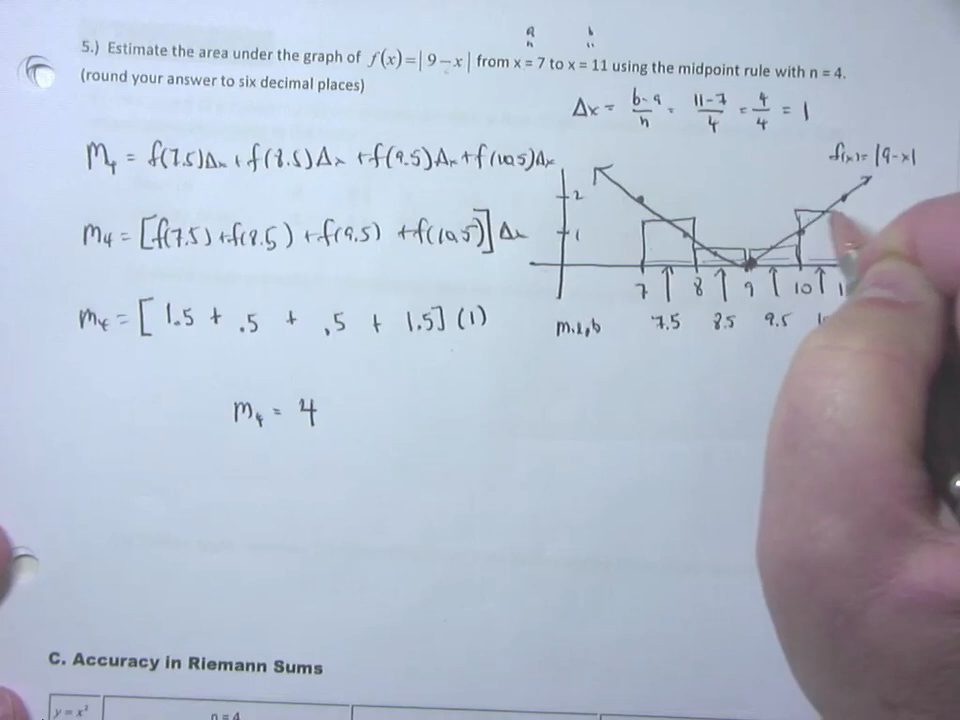 a b
" "
5.) Estimate the area under the graph of f(x)=| 9−x | from x = 7 to x = 11 using the midpoint rule with n = 4.
(round your answer to six decimal places)
Δx = b-a/n = 11-7/4 = 4/4 = 1
M4 = f(7.5)Δx + f(8.5)Δx + f(9.5)Δx + f(10.5)Δx
f(x) = |9-x|
2
M4 = [f(7.5) + f(8.5) + f(9.5) + f(10.5)] Δx
1
7 8 9 10 1
M4 = [ 1.5 + .5 + .5 + 1.5] (1)
7.5 8.5 9.5
M4 = 4
C. Accuracy in Riemann Sums
y = x²
n = 4